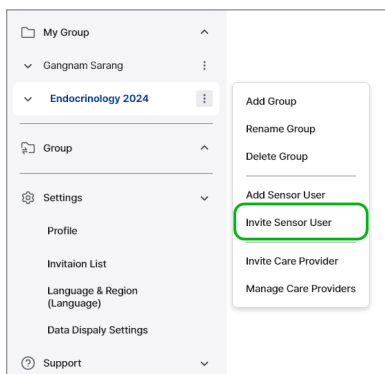 My Group
Gangnam Sarang
Endocrinology 2024
Group
Settings
Profile
Invitaion List
Language & Region
(Language)
Data Dispaly Settings
Support
Add Group
Rename Group
Delete Group
Add Sensor User
Invite Sensor User
Invite Care Provider
Manage Care Providers